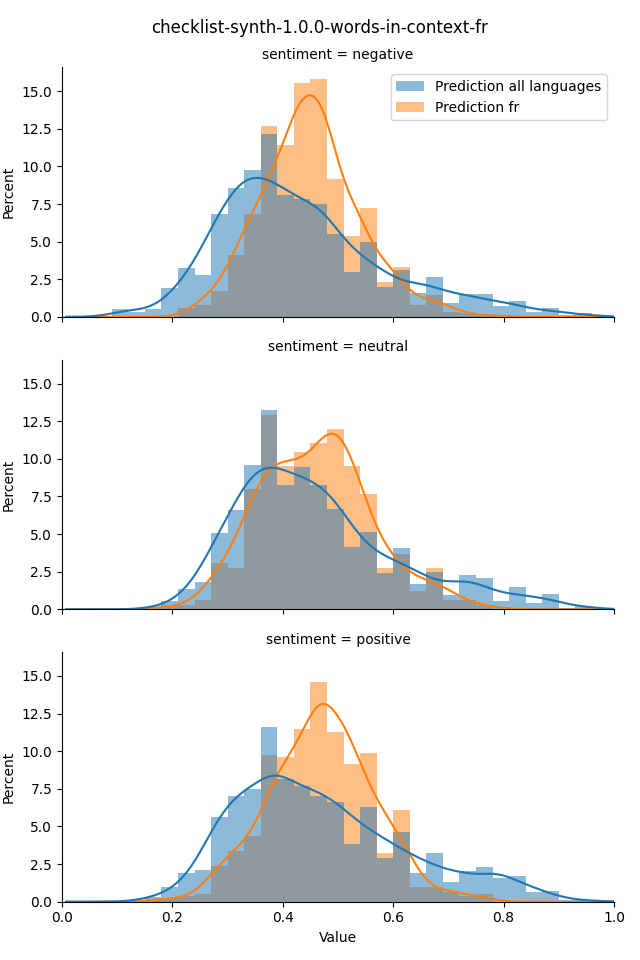 checklist-synth-1.0.0-words-in-context-fr
sentiment = negative
Prediction all languages
Prediction fr
15.0
12.5
10.0
7.5
5.0
2.5
0.0
Percent
sentiment = neutral
15.0
12.5
10.0
7.5
5.0
2.5
0.0
Percent
sentiment = positive
15.0
12.5
10.0
7.5
5.0
2.5
0.0
Percent
0.0 0.2 0.4 0.6 0.8 1.0
Value